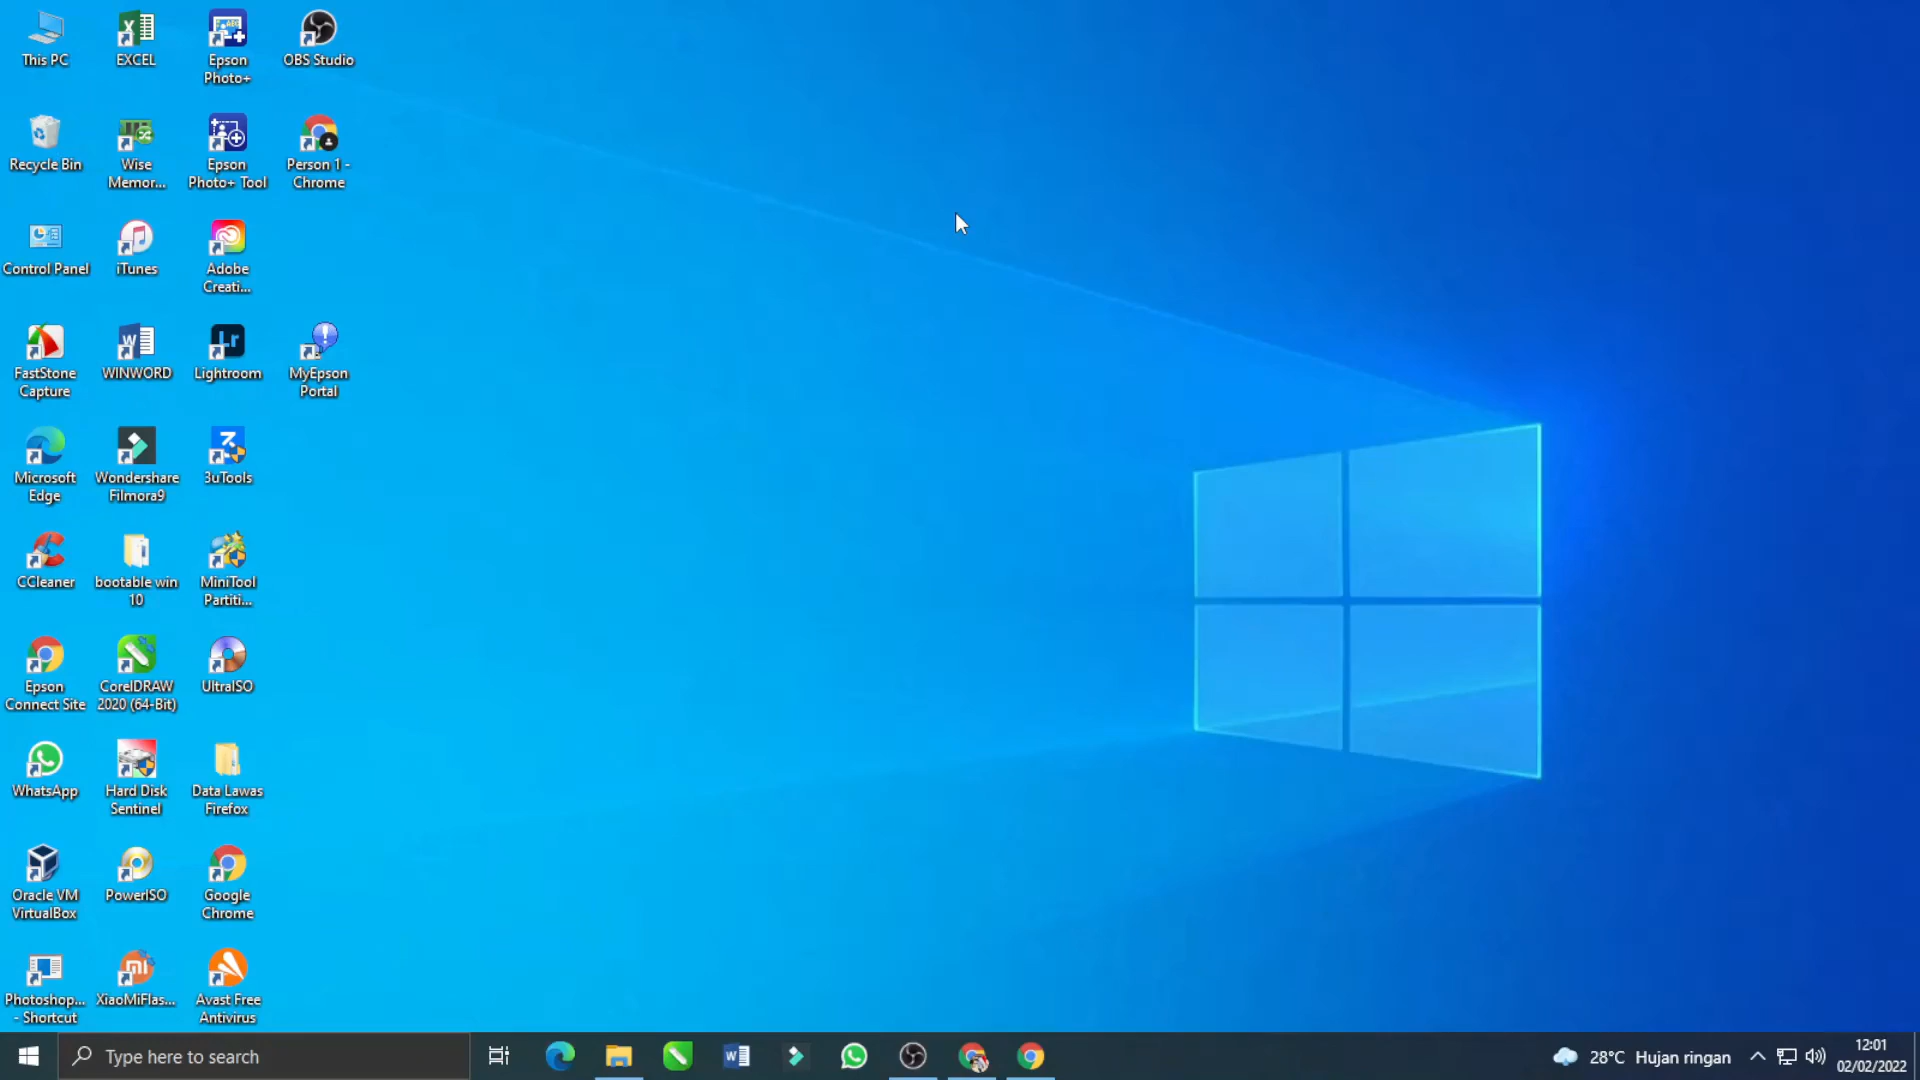 This PC
EXCEL
Epson
Photo+
OBS Studio
Recycle Bin
Wise
Memor...
Epson
Photo+ Tool
Person 1 -
Chrome
Control Panel
iTunes
Adobe
Creati...
FastStone
Capture
WINWORD
Lightroom
MyEpson
Portal
Microsoft
Edge
Wondershare
Filmora9
3uTools
CCleaner
bootable win
10
MiniTool
Partiti...
Epson
Connect Site
CorelDRAW
2020 (64-Bit)
UltraISO
WhatsApp
Hard Disk
Sentinel
Data Lawas
Firefox
Oracle VM
VirtualBox
PowerISO
Google
Chrome
Photoshop...
- Shortcut
XiaoMiFlas...
Avast Free
Antivirus
Type here to search
28°C Hujan ringan
12:01
02/02/2022